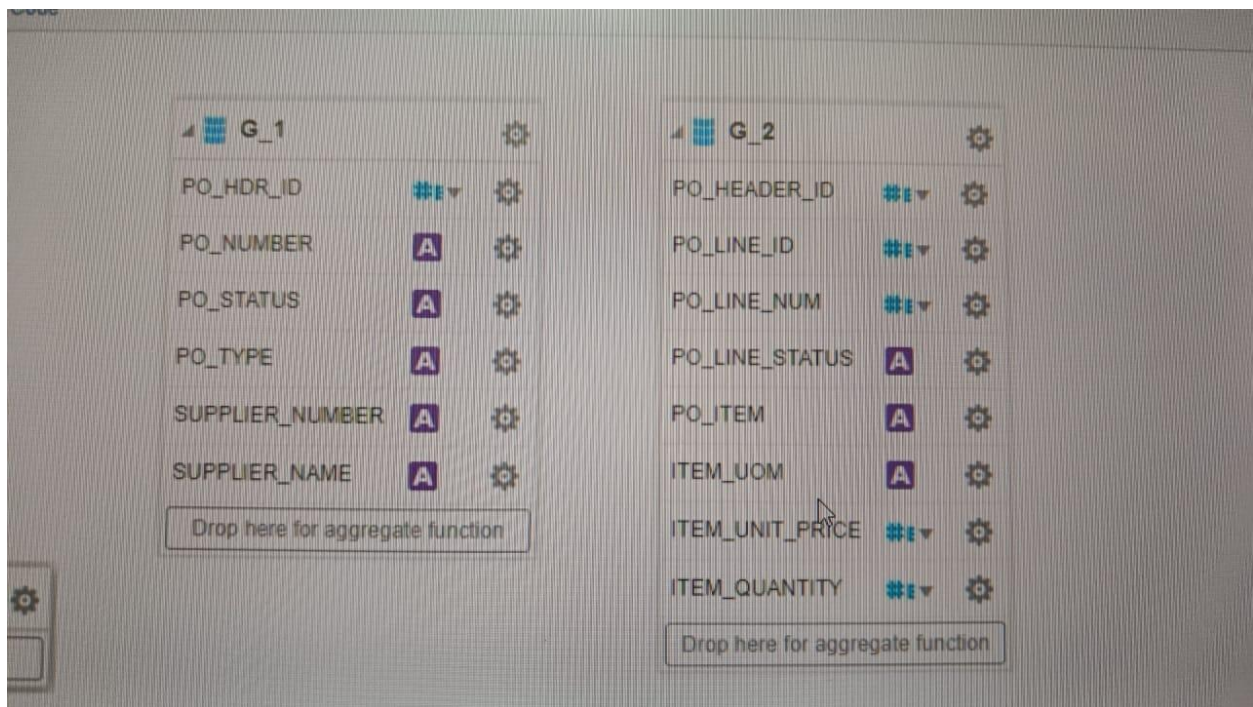 G_1
PO_HDR_ID
PO_NUMBER
A
PO_STATUS
A
PO_TYPE
A
SUPPLIER_NUMBER
A
SUPPLIER_NAME
A
Drop here for aggregate function
G_2
PO_HEADER_ID
PO_LINE_ID
PO_LINE_NUM
PO_LINE_STATUS
A
PO_ITEM
A
ITEM_UOM
A
ITEM_UNIT_PRICE
ITEM_QUANTITY
Drop here for aggregate function